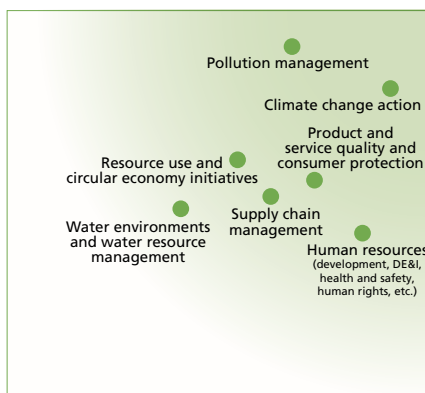 Pollution management
Climate change action
Product and
service quality and
consumer protection
Resource use and
circular economy initiatives
Supply chain
management
Water environments
and water resource
management
Human resources
(development, DE&I,
health and safety,
human rights, etc.)